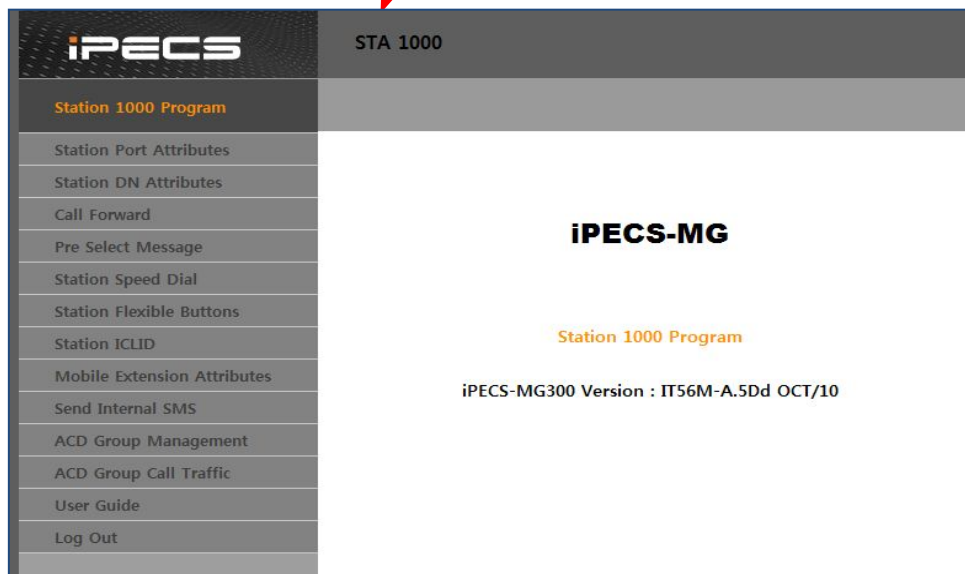 iPECS
STA 1000
Station 1000 Program
Station Port Attributes
Station DN Attributes
Call Forward
Pre Select Message
Station Speed Dial
Station Flexible Buttons
Station ICLID
Mobile Extension Attributes
Send Internal SMS
ACD Group Management
ACD Group Call Traffic
User Guide
Log Out
iPECS-MG
Station 1000 Program
iPECS-MG300 Version : IT56M-A.5Dd OCT/10